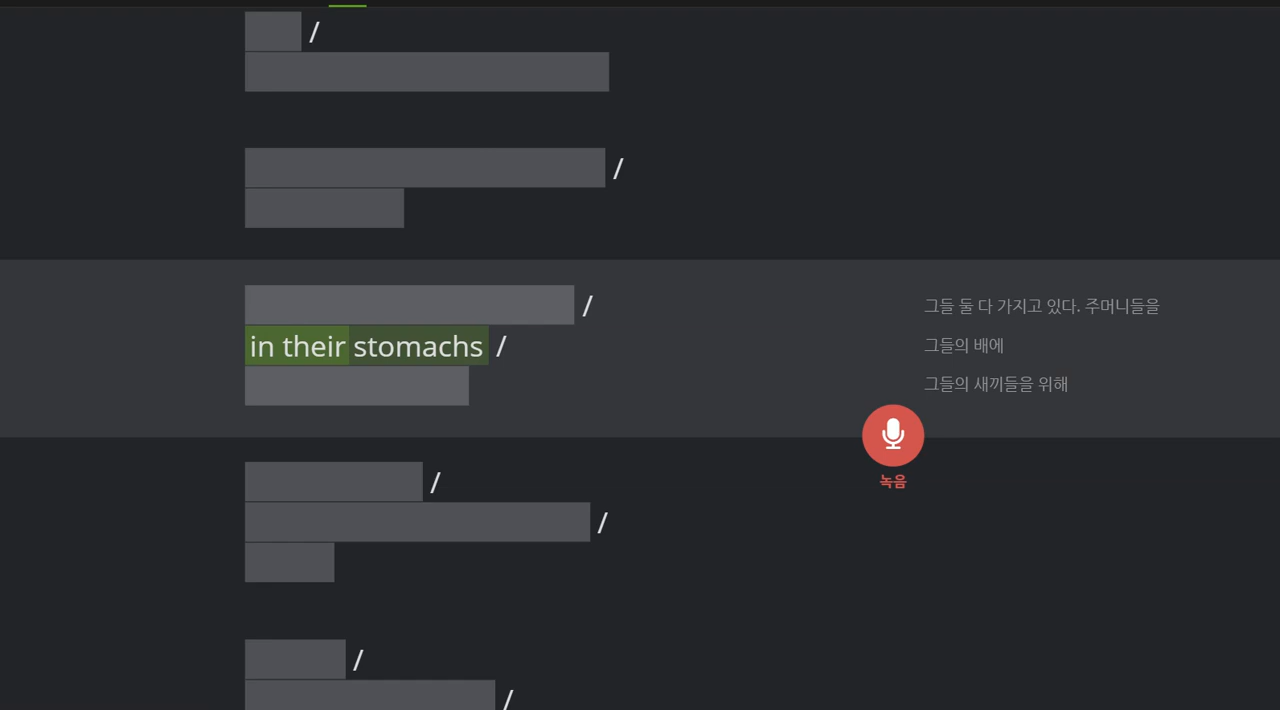 /
/
/
그들 둘 다 가지고 있다. 주머니들을
in their stomachs /
그들의 배에
그들의 새끼들을 위해
녹음
/
/
/
/